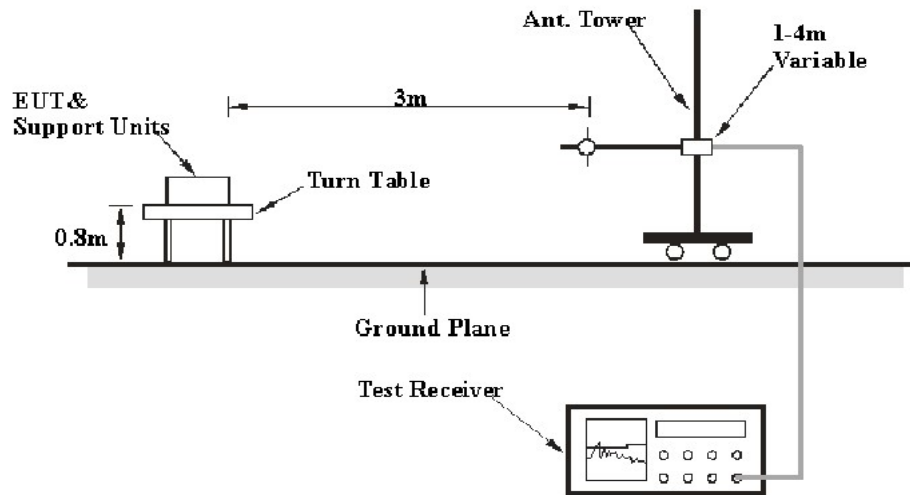 Ant. Tower
1-4m
Variable
3m
EUT&
Support Units
Turn Table
0.8m
Ground Plane
Test Receiver